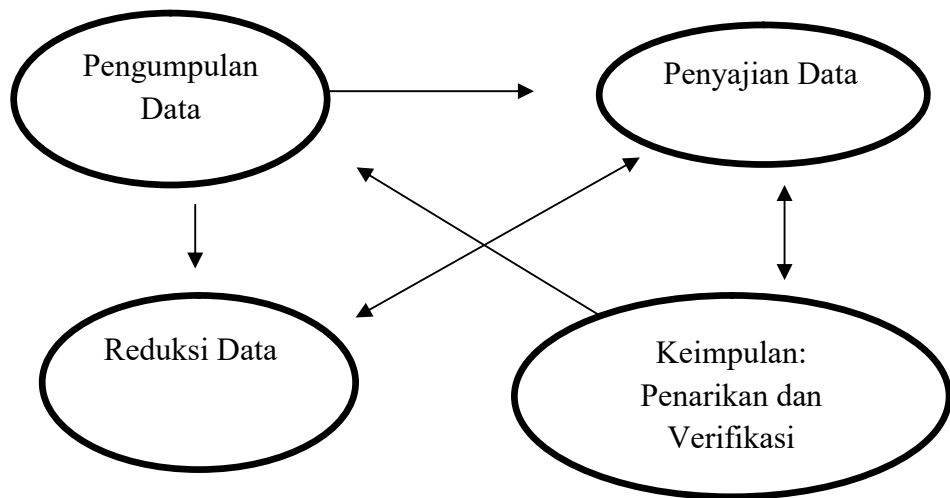 Pengumpulan
Data
Penyajian Data
Reduksi Data
Keimpulan:
Penarikan dan
Verifikasi